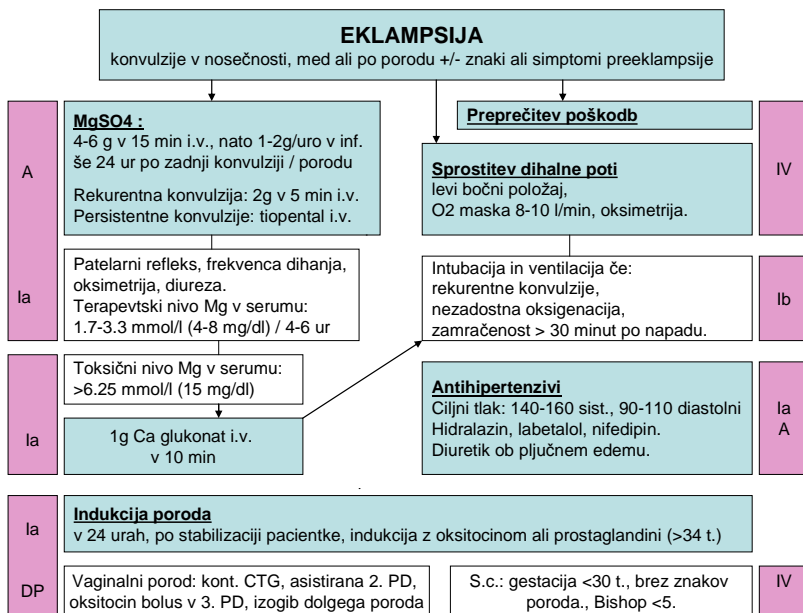 EKLAMPSIJA
konvulzije v nosečnosti, med ali po porodu +/- znaki ali simptomi preeklampsije
A
MgSO4 :
4-6 g v 15 min i.v., nato 1-2g/uro v inf.
še 24 ur po zadnji konvulziji / porodu
Rekurentna konvulzija: 2g v 5 min i.v.
Persistentne konvulzije: tiopental i.v.
Preprečitev poškodb
Sprostitev dihalne poti
levi bočni položaj,
O2 maska 8-10 l/min, oksimetrija.
IV
Ia
Patelarni refleks, frekvenca dihanja,
oksimetrija, diureza.
Terapevtski nivo Mg v serumu:
1.7-3.3 mmol/l (4-8 mg/dl) / 4-6 ur
Intubacija in ventilacija če:
rekurentne konvulzije,
nezadostna oksigenacija,
zamračenost > 30 minut po napadu.
Ib
Toksični nivo Mg v serumu:
>6.25 mmol/l (15 mg/dl)
Ia
1g Ca glukonat i.v.
v 10 min
Antihipertenzivi
Ciljni tlak: 140-160 sist., 90-110 diastolni
Hidralazin, labetalol, nifedipin.
Diuretik ob pljučnem edemu.
Ia
A
Ia
Indukcija poroda
v 24 urah, po stabilizaciji pacientke, indukcija z oksitocinom ali prostaglandini (>34 t.)
DP
Vaginalni porod: kont. CTG, asistirana 2. PD,
oksitocin bolus v 3. PD, izogib dolgega poroda
S.c.: gestacija <30 t., brez znakov
poroda., Bishop <5.
IV